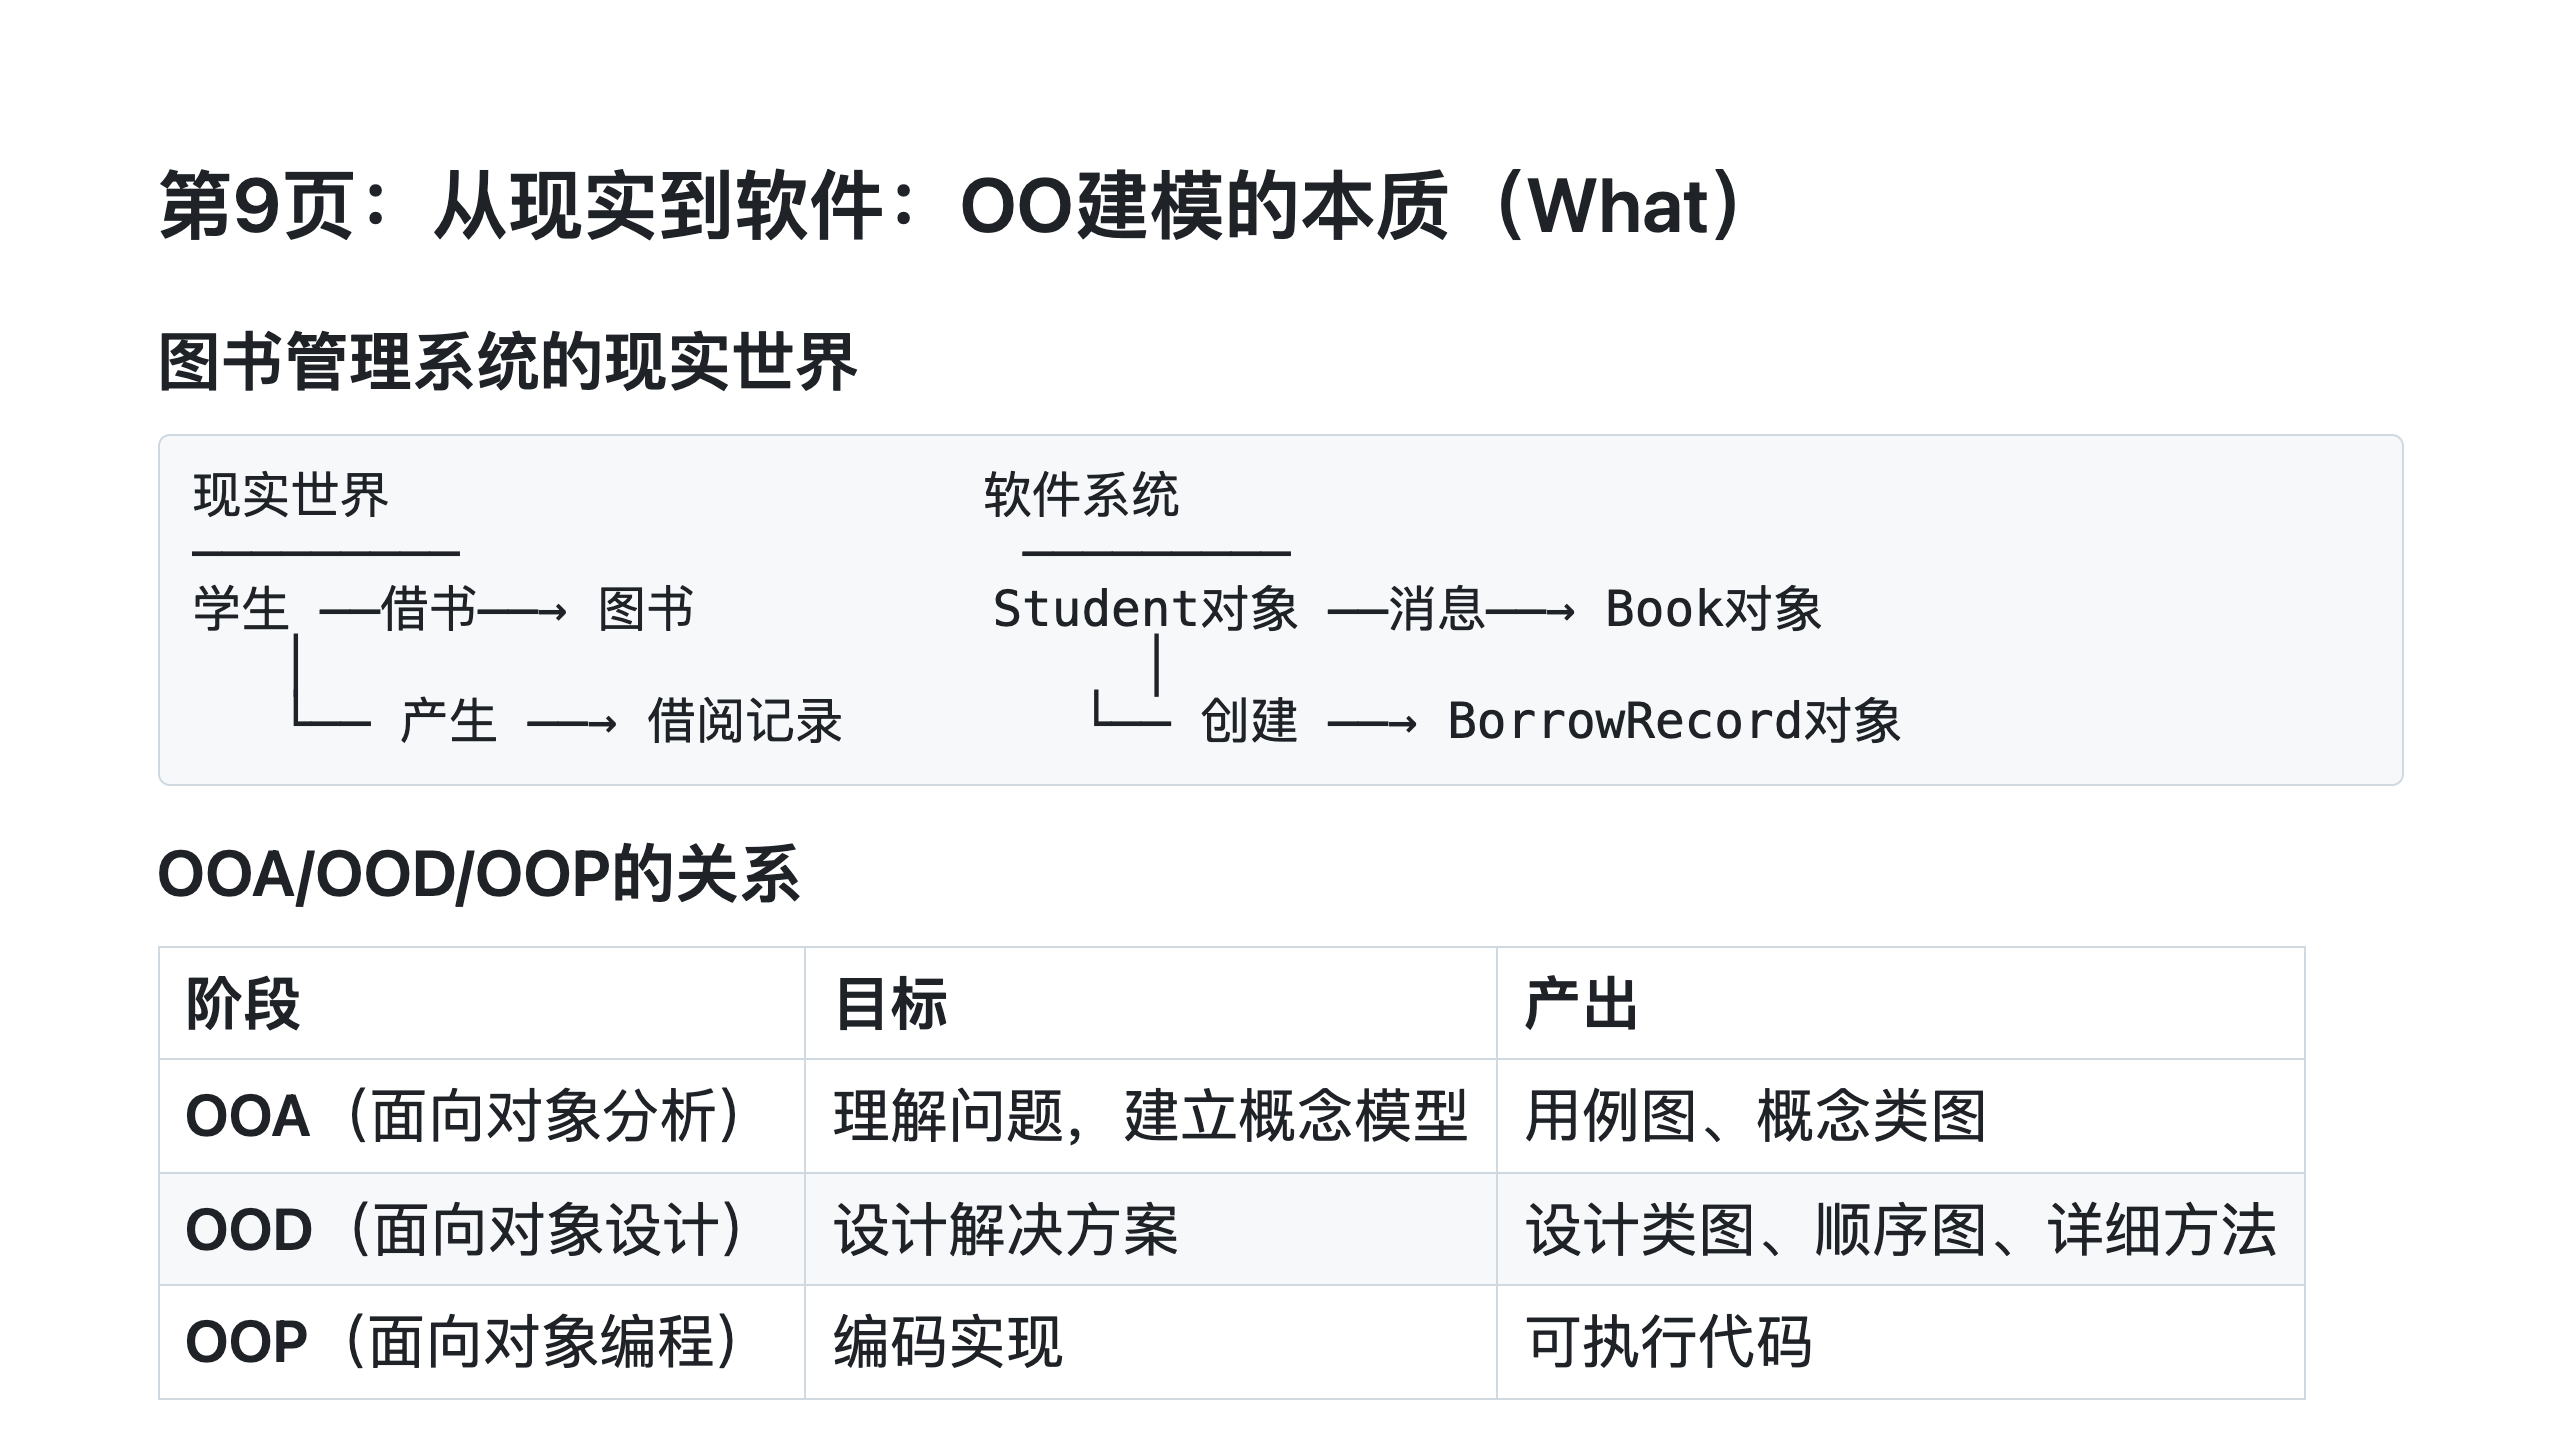 第9页：从现实到软件：OO建模的本质（What）
图书管理系统的现实世界
现实世界 软件系统
───────── ─────────
学生 ──借书──→ 图书 Student对象 ──消息──→ Book对象
│ │
└── 产生 ──→ 借阅记录 └── 创建 ──→ BorrowRecord对象
OOA/OOD/OOP的关系
阶段 目标 产出
OOA（面向对象分析） 理解问题，建立概念模型 用例图、概念类图
OOD（面向对象设计） 设计解决方案 设计类图、顺序图、详细方法
OOP（面向对象编程） 编码实现 可执行代码